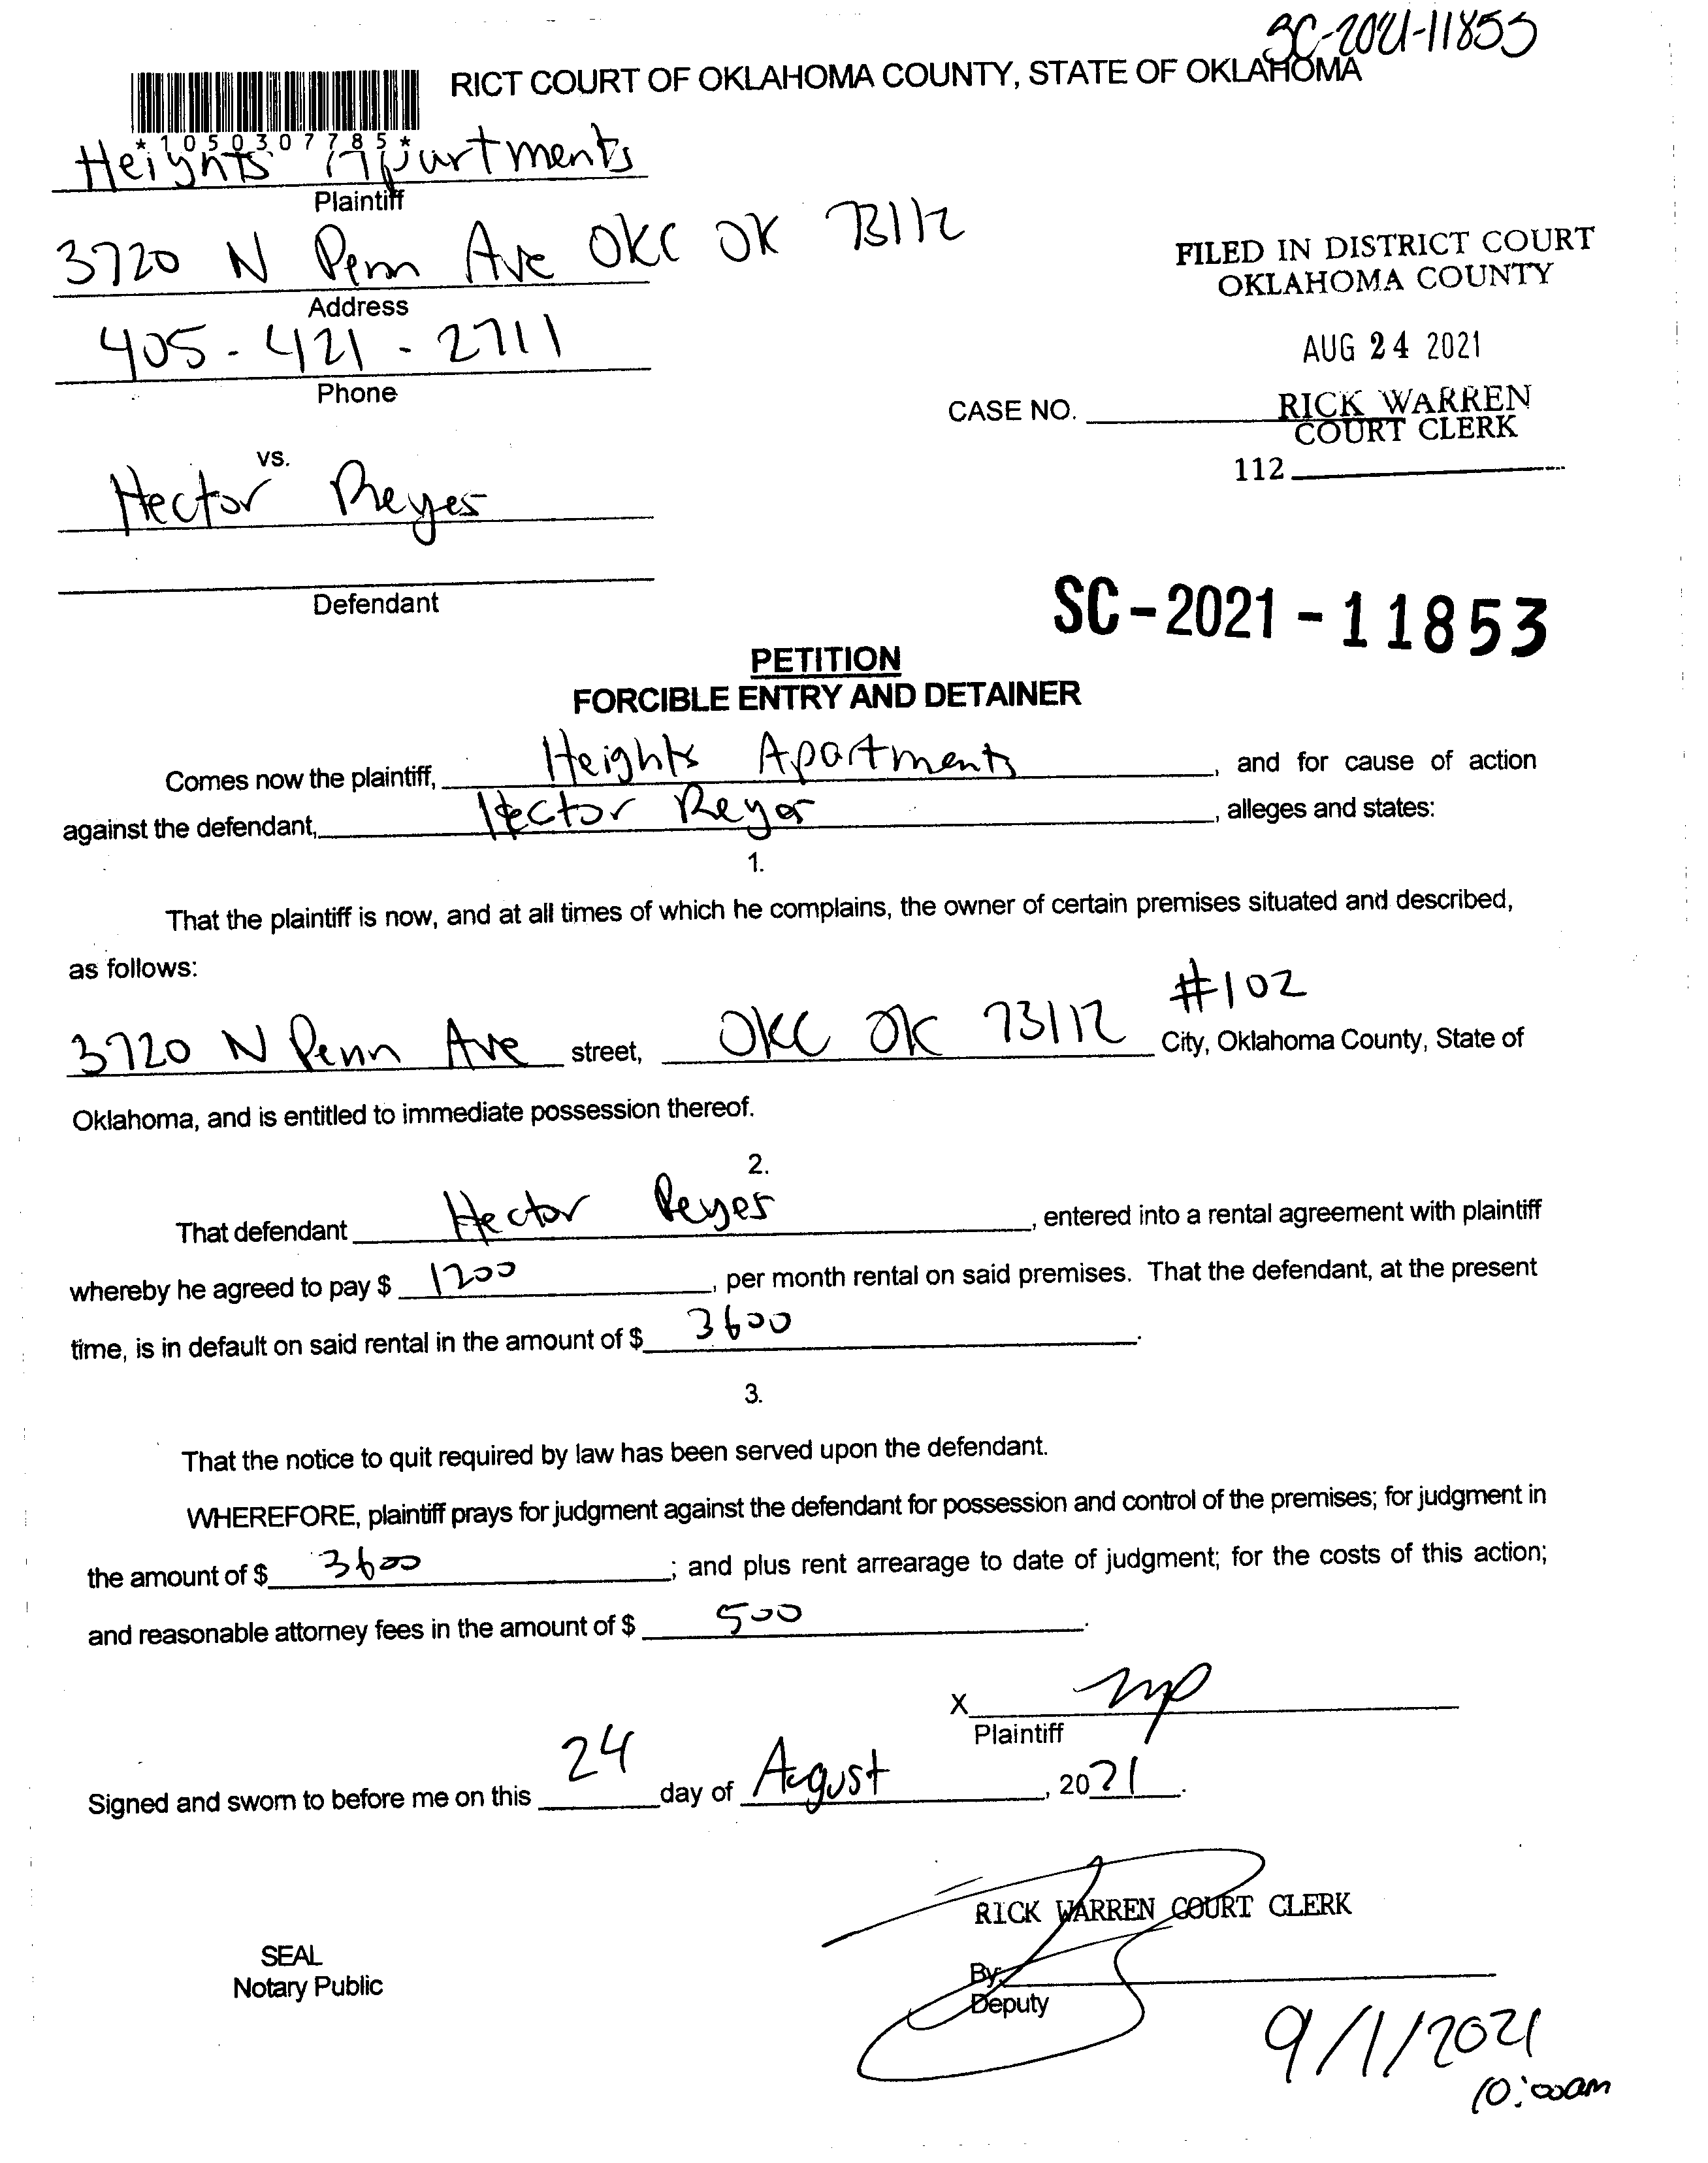 SC-2021-11853
RICT COURT OF OKLAHOMA COUNTY, STATE OF OKLAHOMA
*1050307785*
Heights Apartments
Plaintiff
3720 N Penn Ave OKC OK 73112
Address
405-421-2711
Phone
FILED IN DISTRICT COURT
OKLAHOMA COUNTY
AUG 24 2021
RICK WARREN
COURT CLERK
112
CASE NO.
vs.
Hector Reyes
Defendant
SC-2021-11853
PETITION
FORCIBLE ENTRY AND DETAINER
Comes now the plaintiff, Heights Apartments, and for cause of action
against the defendant, Hector Reyes, alleges and states:
1.
That the plaintiff is now, and at all times of which he complains, the owner of certain premises situated and described,
as follows:
#102
3720 N Penn Ave street, OKC OK 73112 City, Oklahoma County, State of
Oklahoma, and is entitled to immediate possession thereof.
2.
That defendant Hector Reyes, entered into a rental agreement with plaintiff
whereby he agreed to pay $ 1200, per month rental on said premises. That the defendant, at the present
time, is in default on said rental in the amount of $ 3600.
3.
That the notice to quit required by law has been served upon the defendant.
WHEREFORE, plaintiff prays for judgment against the defendant for possession and control of the premises; for judgment in
the amount of $ 3600; and plus rent arrearage to date of judgment; for the costs of this action;
and reasonable attorney fees in the amount of $ 500.
X
Plaintiff
Signed and sworn to before me on this 24 day of August, 2021.
RICK WARREN COURT CLERK
SEAL
Notary Public
By
Deputy
9/1/2021
10:00am